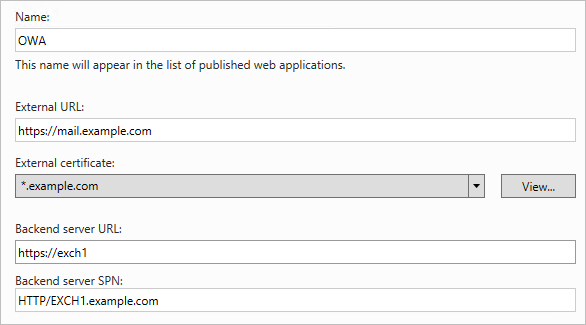 Name:
OWA
This name will appear in the list of published web applications.
External URL:
https://mail.example.com
External certificate:
*.example.com
View...
Backend server URL:
https://exch1
Backend server SPN:
HTTP/EXCH1.example.com